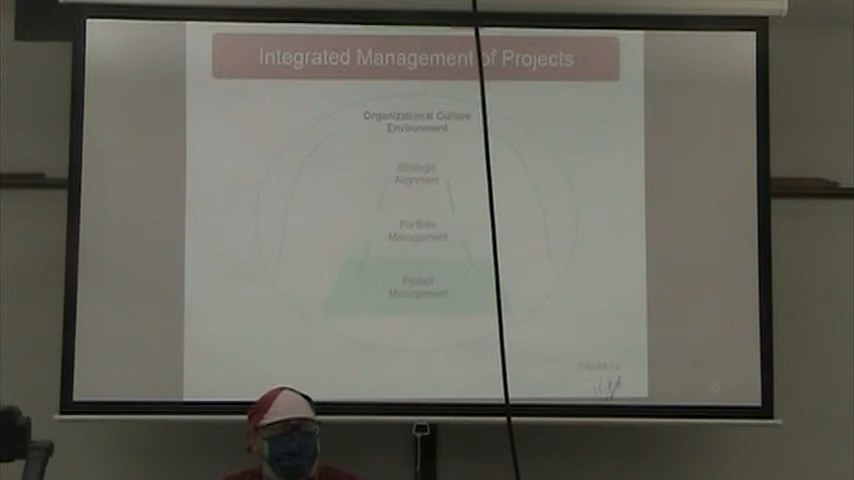 Integrated Management of Projects
Organizational Culture
Environment
Strategic
Alignment
Portfolio
Management
Project
Management